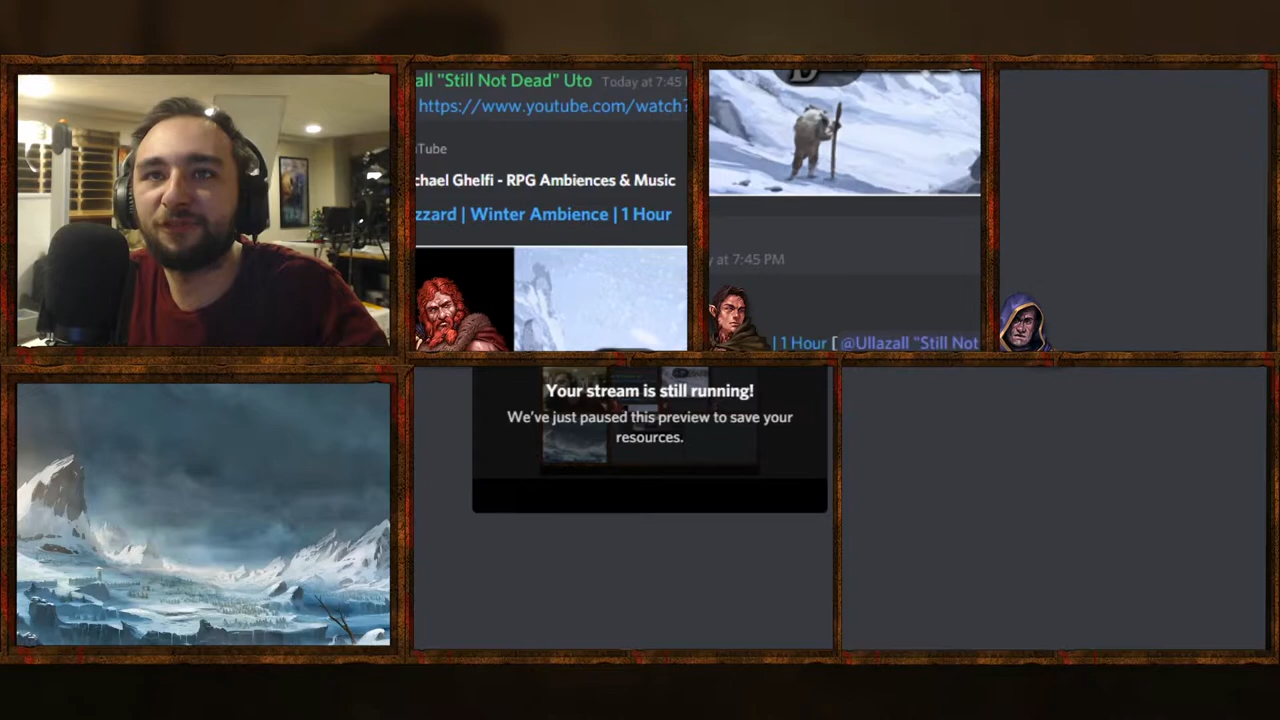 all "Still Not Dead" Uto Today at 7:45
https://www.youtube.com/watch?
uTube
chael Ghelfi - RPG Ambiences & Music
zzard | Winter Ambience | 1 Hour
y at 7:45 PM
| 1 Hour [ @Ullazall "Still Not
Your stream is still running!
We've just paused this preview to save your
resources.